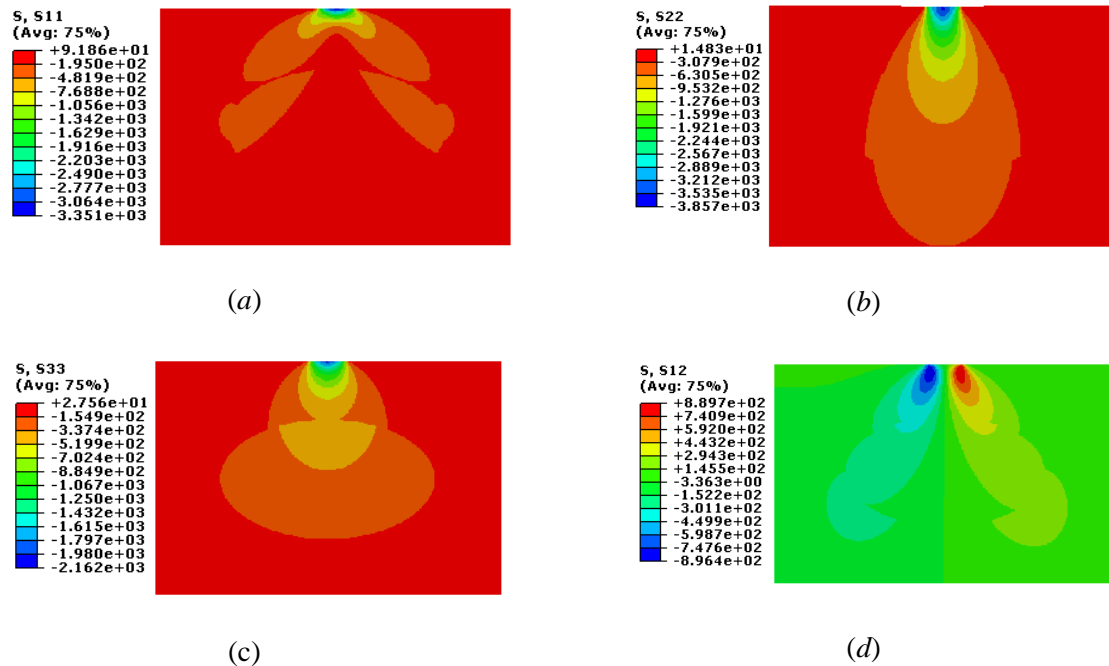 S, S11
(Avg: 75%)
+9.186e+01
-1.950e+02
-4.819e+02
-7.688e+02
-1.056e+03
-1.342e+03
-1.629e+03
-1.916e+03
-2.203e+03
-2.490e+03
-2.777e+03
-3.064e+03
-3.351e+03
(a)
S, S22
(Avg: 75%)
+1.483e+01
-3.079e+02
-6.305e+02
-9.532e+02
-1.276e+03
-1.599e+03
-1.921e+03
-2.244e+03
-2.567e+03
-2.889e+03
-3.212e+03
-3.535e+03
-3.857e+03
(b)
S, S33
(Avg: 75%)
+2.756e+01
-1.549e+02
-3.374e+02
-5.199e+02
-7.024e+02
-8.849e+02
-1.067e+03
-1.250e+03
-1.432e+03
-1.615e+03
-1.797e+03
-1.980e+03
-2.162e+03
(c)
S, S12
(Avg: 75%)
+8.897e+02
+7.409e+02
+5.920e+02
+4.432e+02
+2.943e+02
+1.455e+02
-3.363e+00
-1.522e+02
-3.011e+02
-4.499e+02
-5.987e+02
-7.476e+02
-8.964e+02
(d)